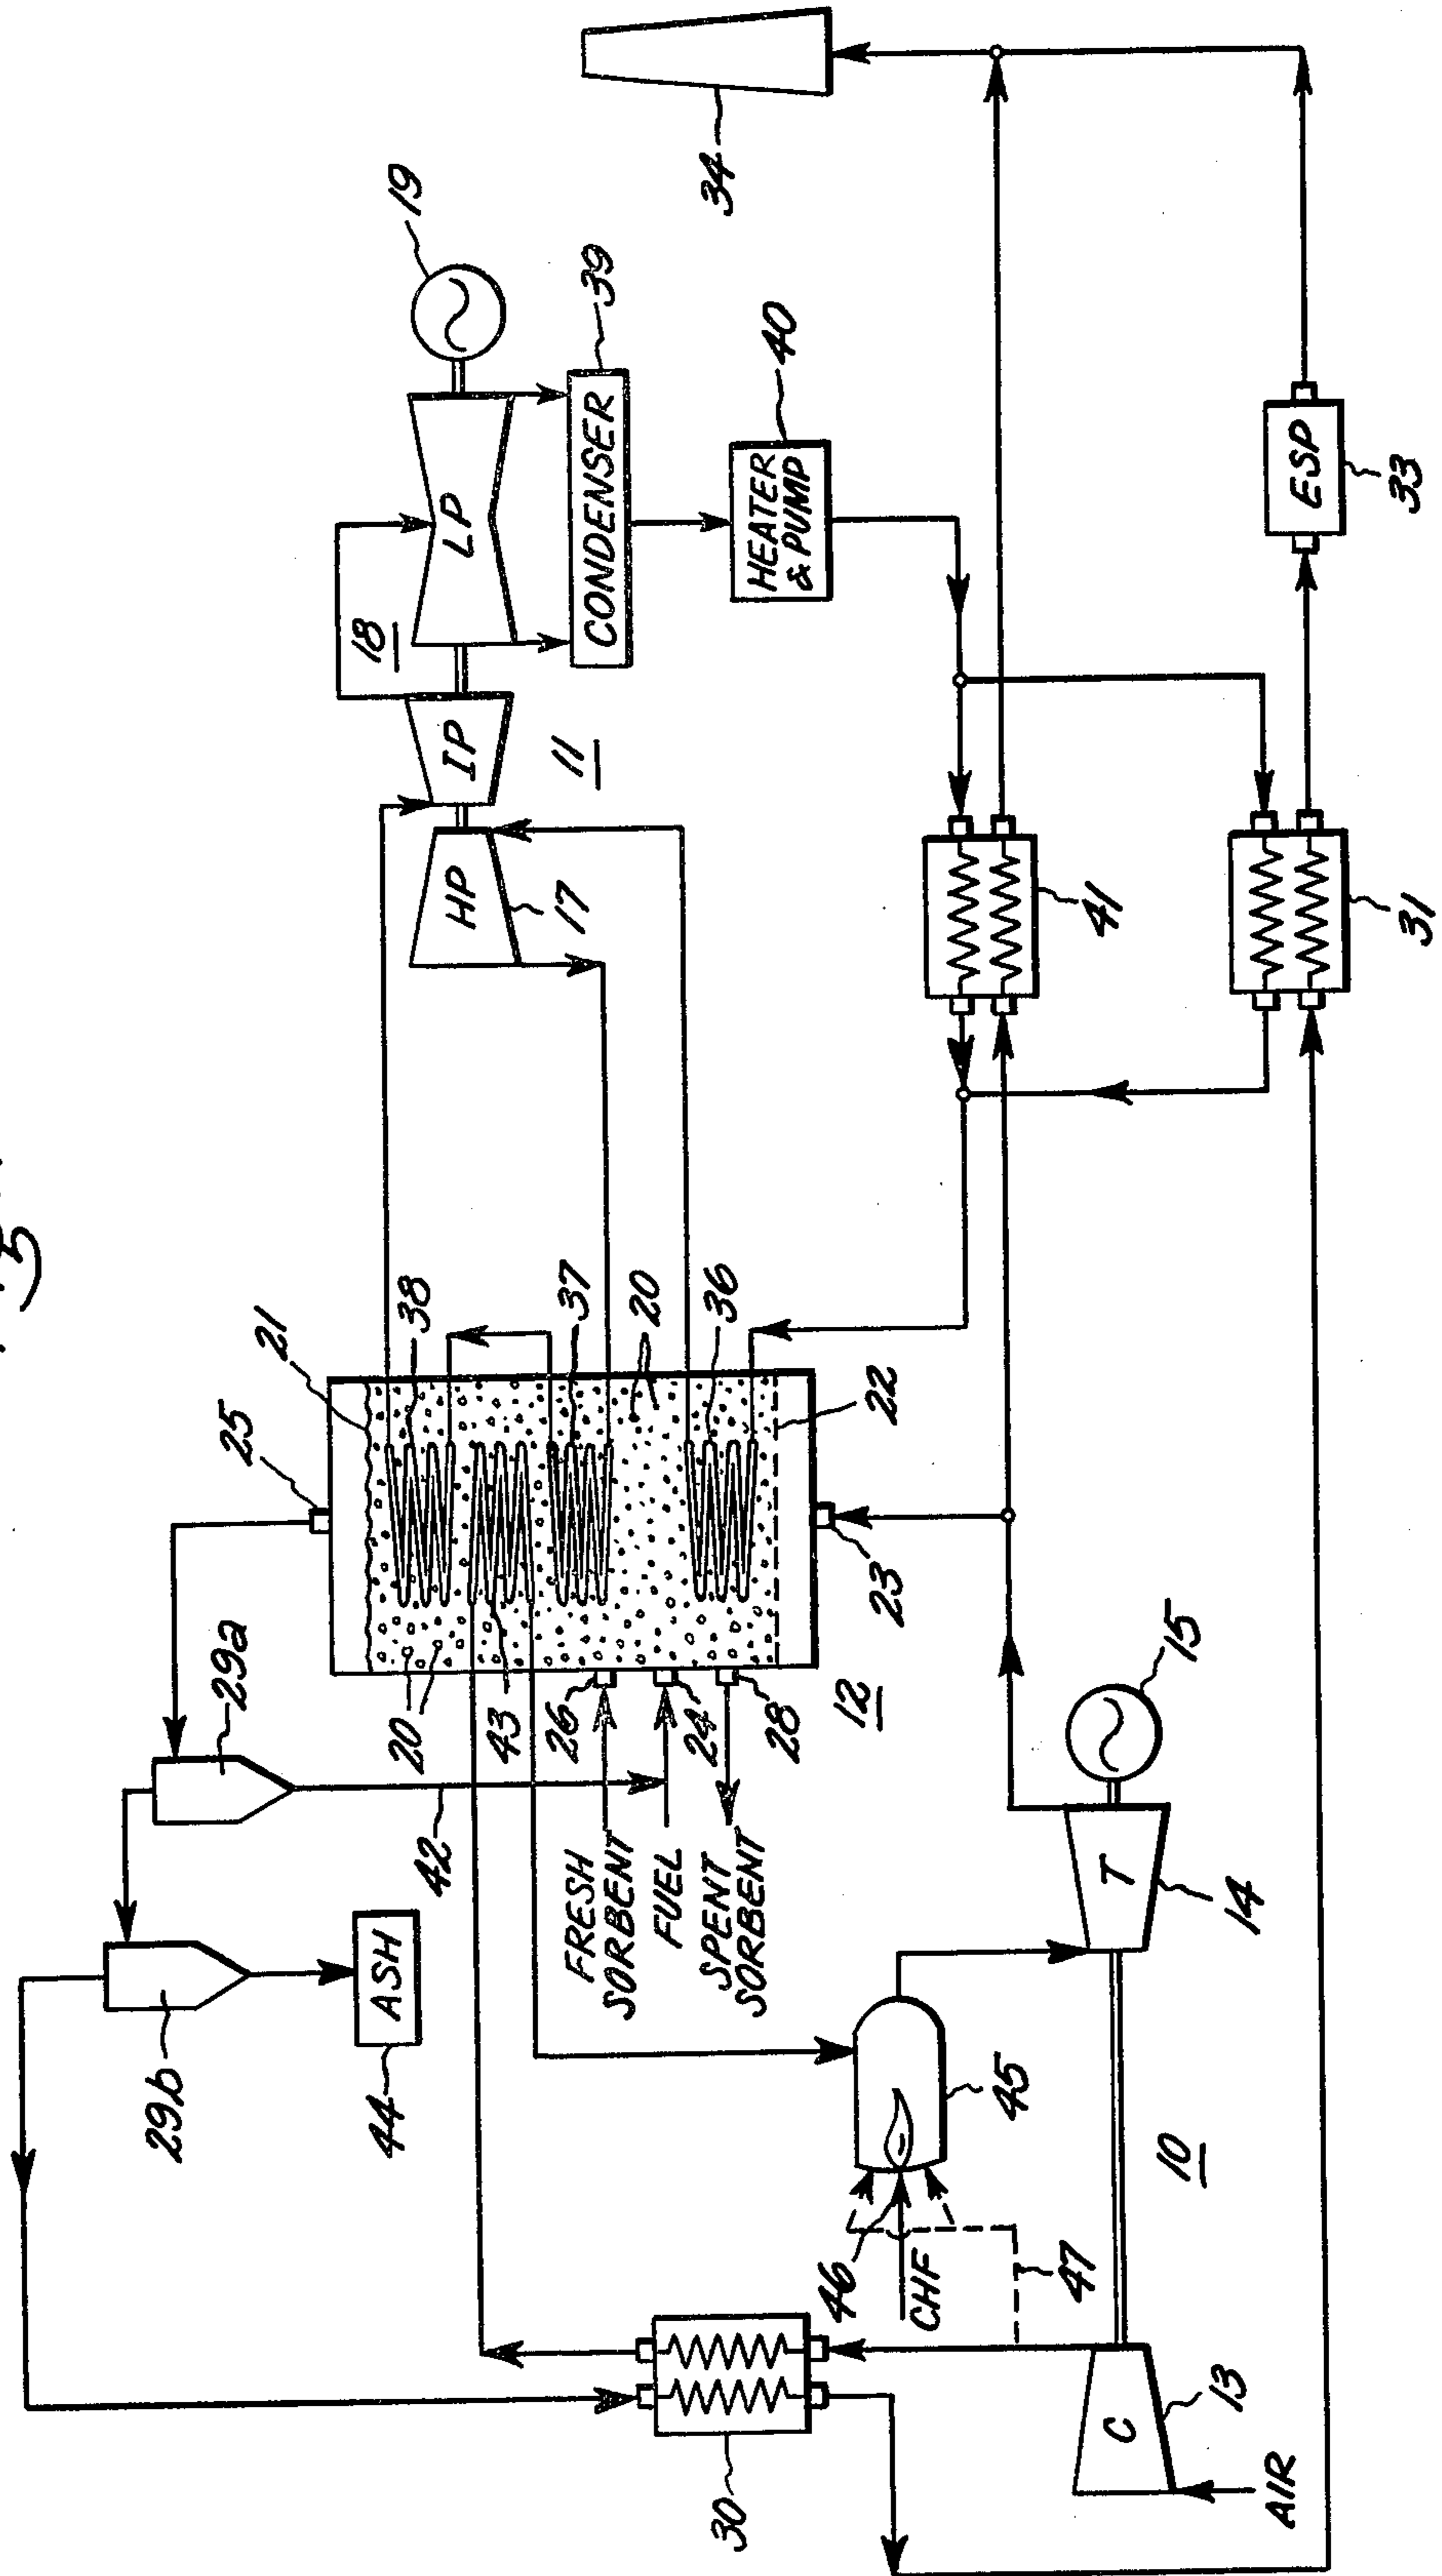 29b
29a
25
21
44
ASH
20
38
18
19
42
HP
IP
LP
43
26
37
17
11
CONDENSER
39
FRESH
SORBENT
20
FUEL
24
36
30
SPENT
SORBENT
28
34
HEATER
& PUMP
40
46
12
22
23
CHF
45
47
41
C
T
15
10
13
14
AIR
ESP
31
33